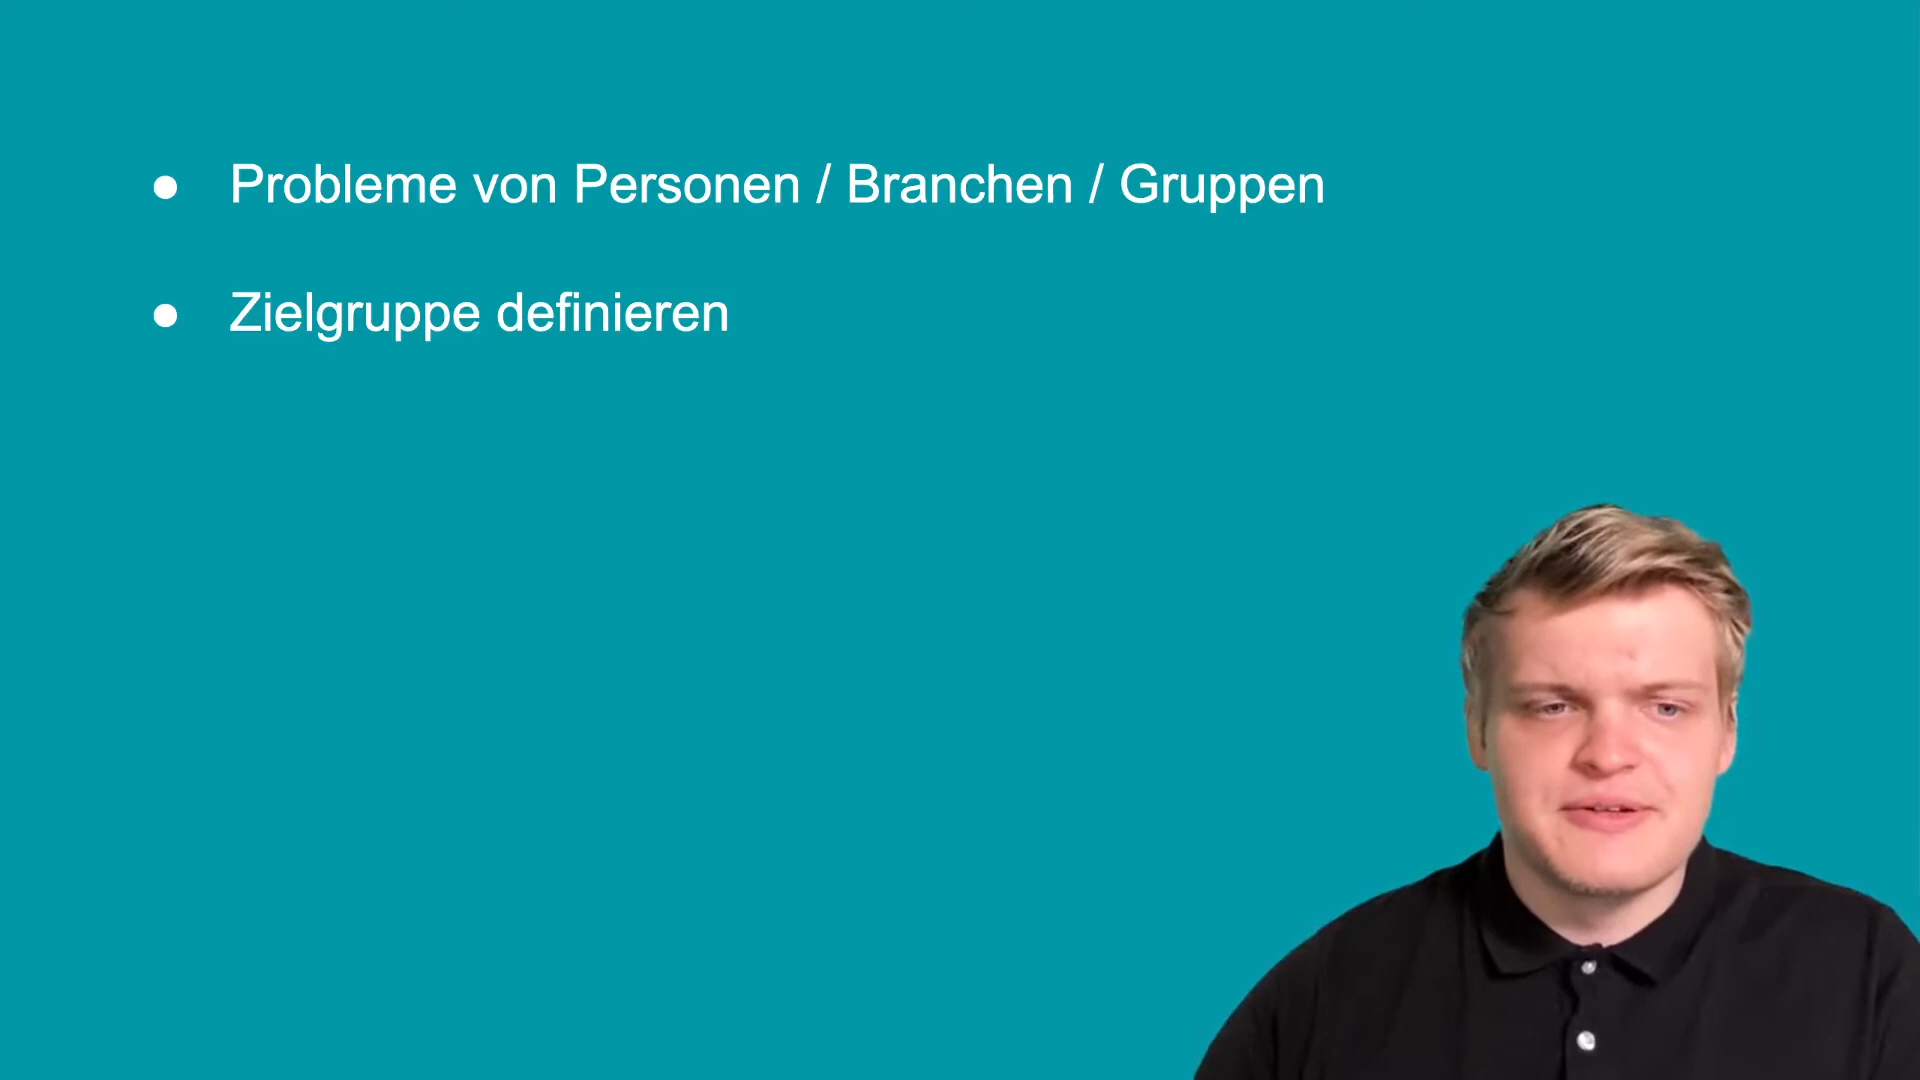 ● Probleme von Personen / Branchen / Gruppen
● Zielgruppe definieren